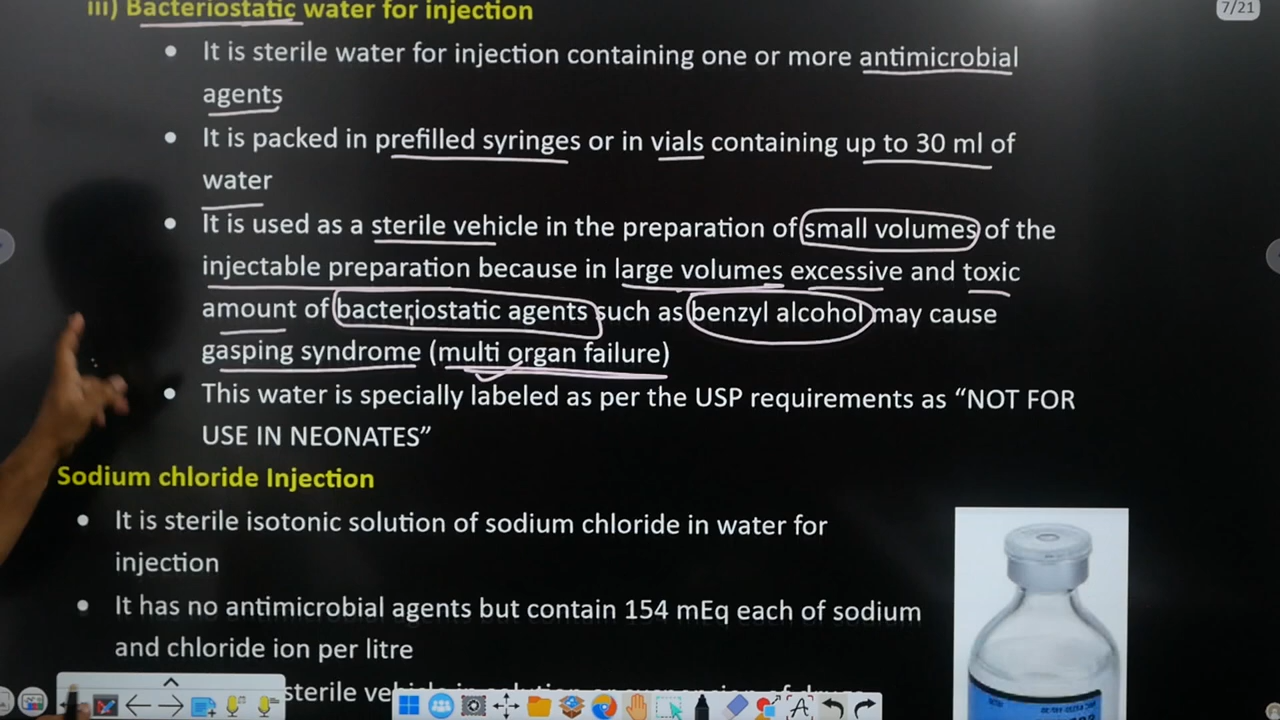 7/21
iii) Bacteriostatic water for injection
• It is sterile water for injection containing one or more antimicrobial
agents
• It is packed in prefilled syringes or in vials containing up to 30 ml of
water
• It is used as a sterile vehicle in the preparation of small volumes of the
injectable preparation because in large volumes excessive and toxic
amount of bacteriostatic agents such as benzyl alcohol may cause
gasping syndrome (multi organ failure)
• This water is specially labeled as per the USP requirements as “NOT FOR
USE IN NEONATES”
Sodium chloride Injection
• It is sterile isotonic solution of sodium chloride in water for
injection
• It has no antimicrobial agents but contain 154 mEq each of sodium
and chloride ion per litre
sterile